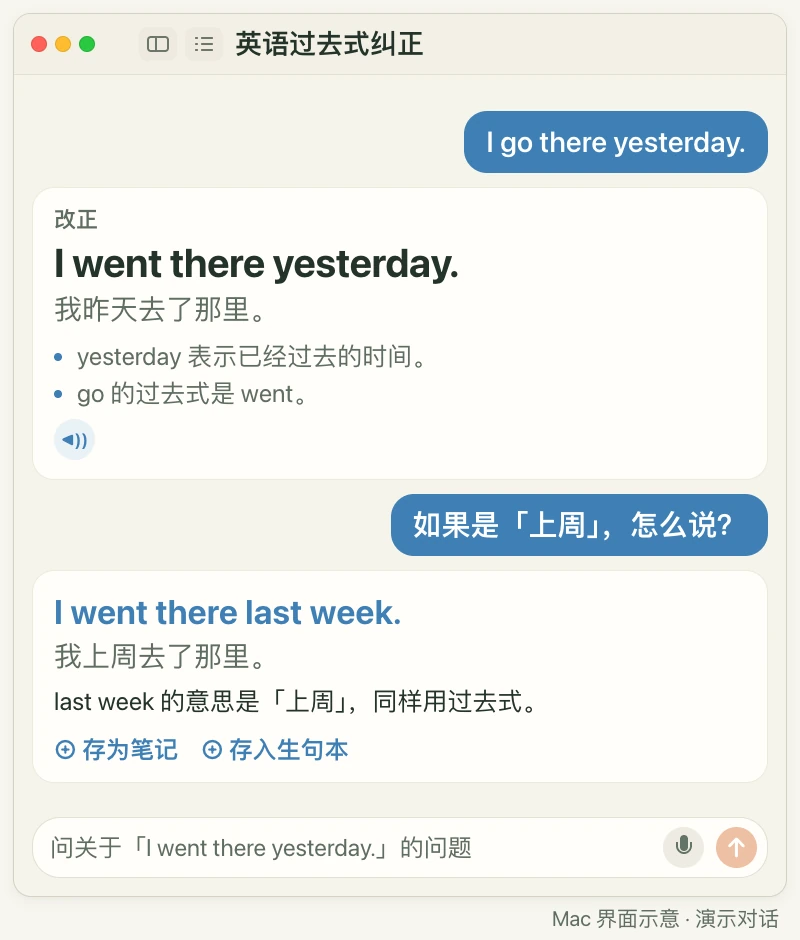 英语过去式纠正
I go there yesterday.
改正
I went there yesterday.
我昨天去了那里。
• yesterday 表示已经过去的时间。
• go 的过去式是 went。
如果是「上周」，怎么说？
I went there last week.
我上周去了那里。
last week 的意思是「上周」，同样用过去式。
存为笔记 存入生句本
问关于「I went there yesterday.」的问题
Mac 界面示意 · 演示对话